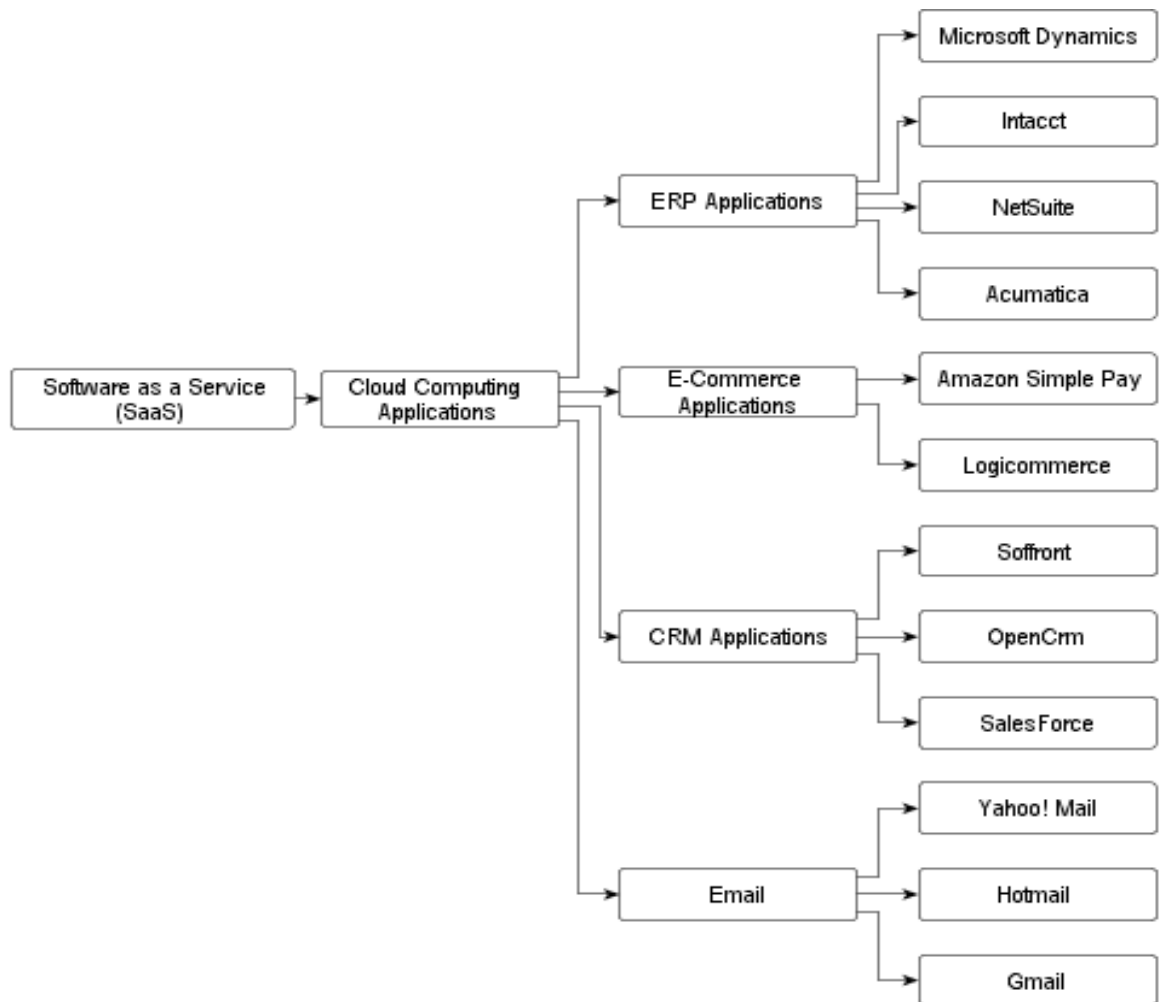 Microsoft Dynamics
Intacct
ERP Applications
NetSuite
Acumatica
Software as a Service
(SaaS)
Cloud Computing
Applications
E-Commerce
Applications
Amazon Simple Pay
Logicommerce
Soffront
CRM Applications
OpenCrm
SalesForce
Yahoo! Mail
Email
Hotmail
Gmail